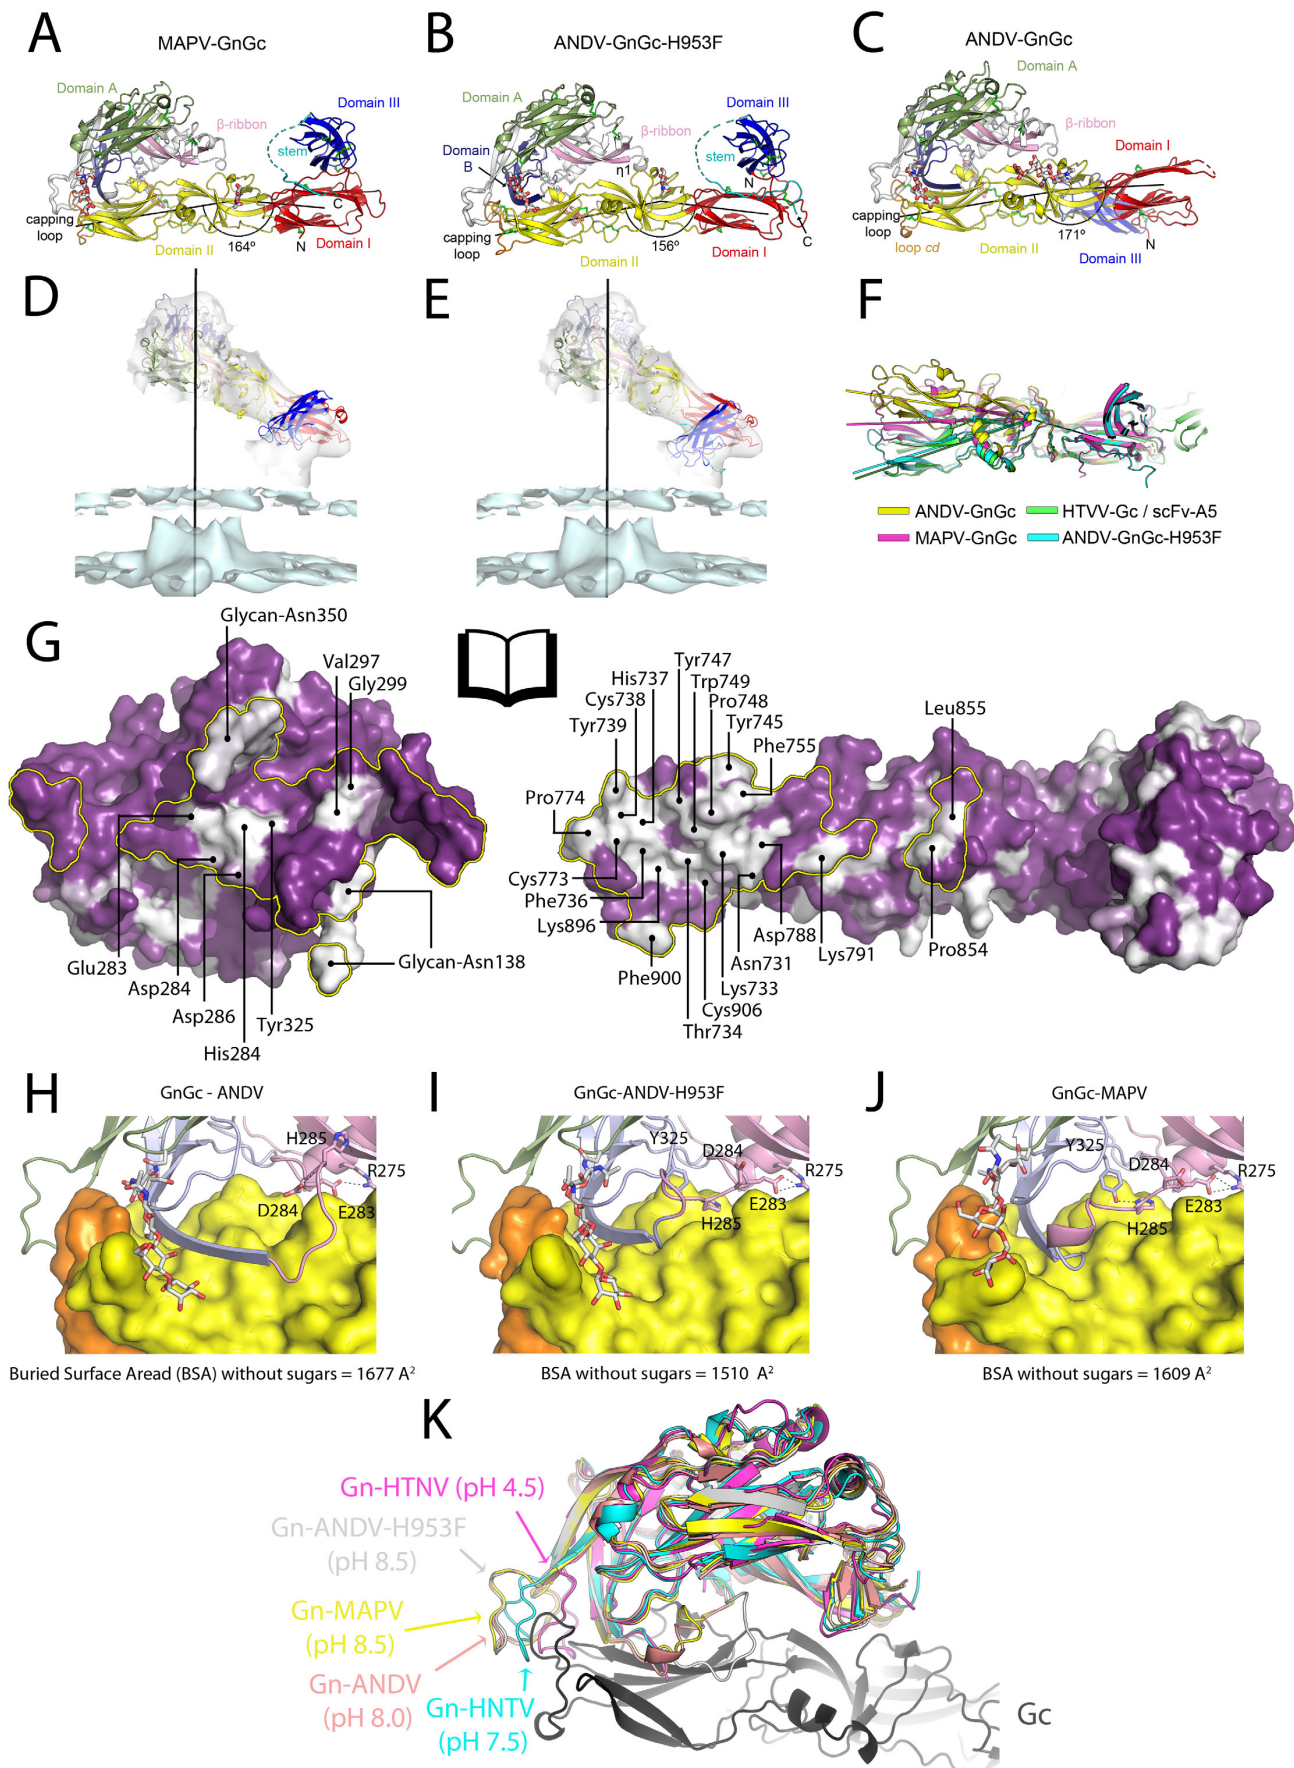 A
MAPV-GnGc
Domain A
Domain III
β-ribbon
stem
capping
loop
C
164º
N
Domain II
Domain I
B
ANDV-GnGc-H953F
Domain A
Domain III
β-ribbon
Domain
B
η1
stem
N
capping
loop
156º
C
Domain II
Domain I
C
ANDV-GnGc
Domain A
β-ribbon
Domain I
capping
loop
loop cd
171º
N
Domain II
Domain III
D
E
F
ANDV-GnGc
HTVV-Gc / scFv-A5
MAPV-GnGc
ANDV-GnGc-H953F
G
Glycan-Asn350
Val297
Gly299
Glu283
Asp284
Asp286
His284
Tyr325
Glycan-Asn138
Tyr747
His737
Trp749
Cys738
Pro748
Tyr739
Tyr745
Phe755
Leu855
Pro774
Cys773
Phe736
Lys896
Phe900
Asp788
Asn731
Lys791
Pro854
Lys733
Cys906
Thr734
H
GnGc - ANDV
H285
R275
D284
E283
Buried Surface Aread (BSA) without sugars = 1677 A²
I
GnGc-ANDV-H953F
Y325
D284
R275
E283
H285
BSA without sugars = 1510 A²
J
GnGc-MAPV
Y325
D284
R275
E283
H285
BSA without sugars = 1609 A²
K
Gn-HTNV (pH 4.5)
Gn-ANDV-H953F
(pH 8.5)
Gn-MAPV
(pH 8.5)
Gn-ANDV
(pH 8.0)
Gn-HNTV
(pH 7.5)
Gc